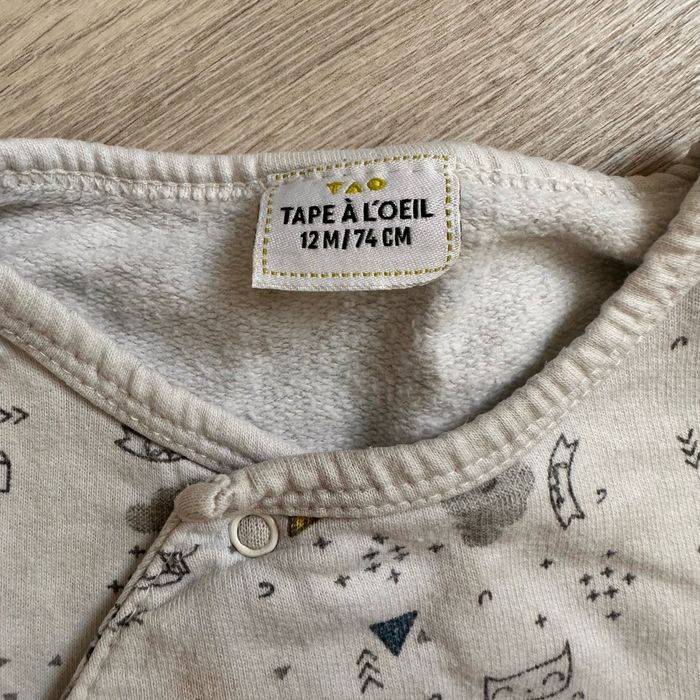 TAO
TAPE À L'OEIL
12 M / 74 CM